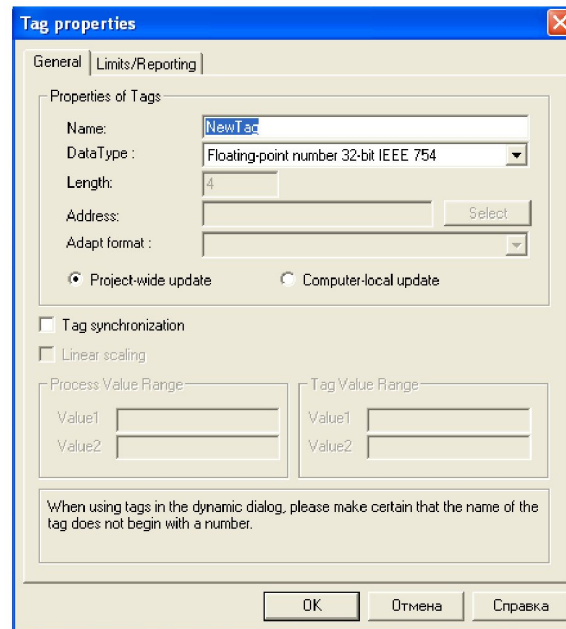 Tag properties
General Limits/Reporting
Properties of Tags
Name: NewTag
DataType : Floating-point number 32-bit IEEE 754
Length: 4
Address: Select
Adapt format :
Project-wide update Computer-local update
Tag synchronization
Linear scaling
Process Value Range Tag Value Range
Value1 Value1
Value2 Value2
When using tags in the dynamic dialog, please make certain that the name of the
tag does not begin with a number.
OK Отмена Справка